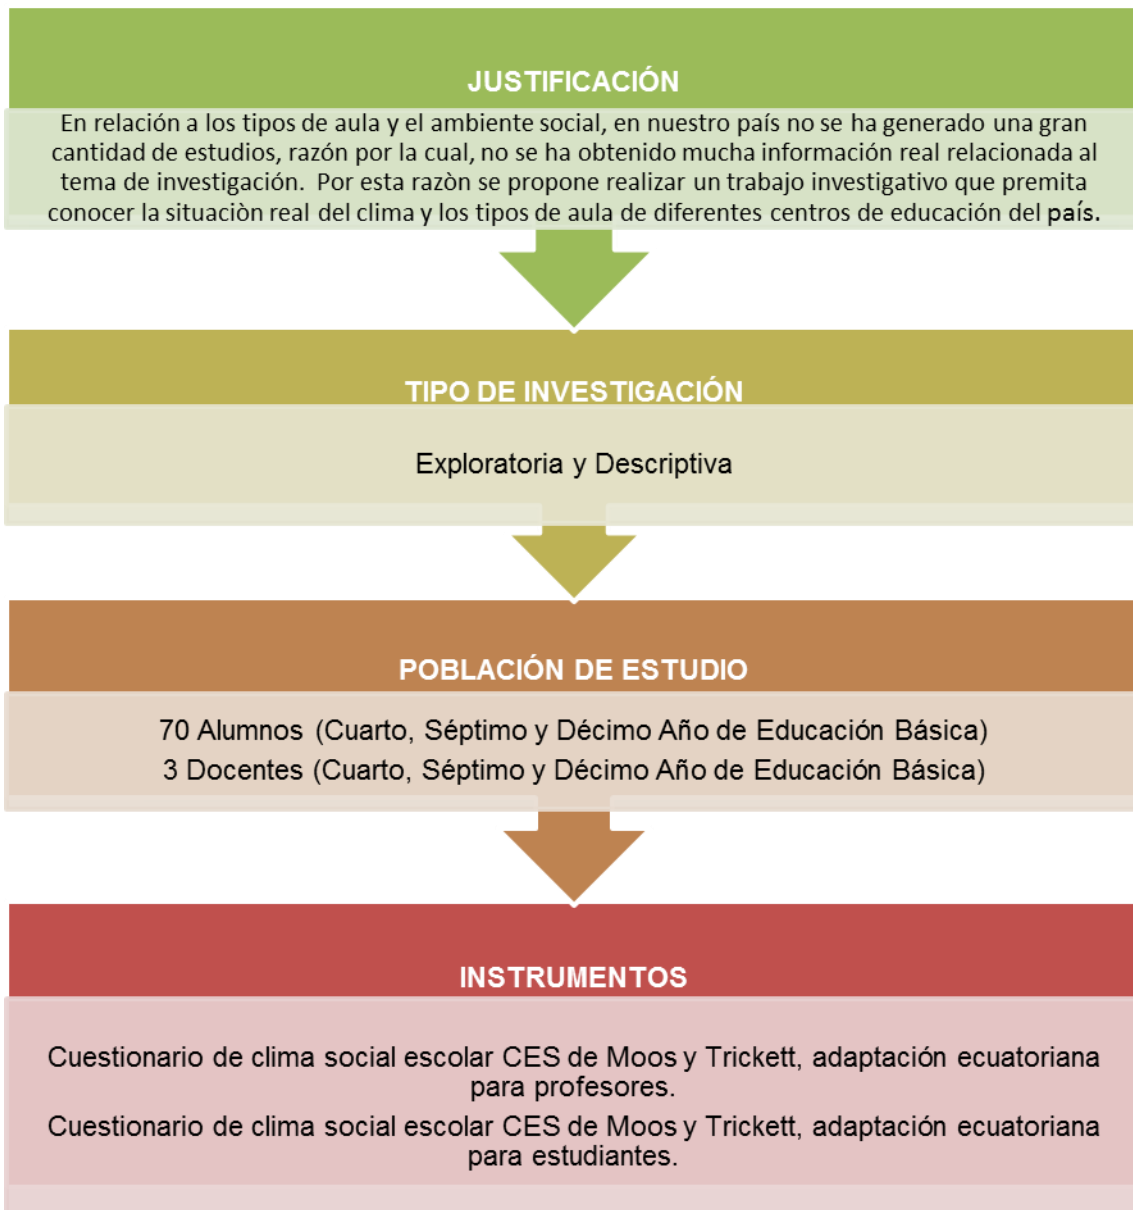 JUSTIFICACIÓN
En relación a los tipos de aula y el ambiente social, en nuestro país no se ha generado una gran
cantidad de estudios, razón por la cual, no se ha obtenido mucha información real relacionada al
tema de investigación. Por esta razòn se propone realizar un trabajo investigativo que premita
conocer la situaciòn real del clima y los tipos de aula de diferentes centros de educación del país.
TIPO DE INVESTIGACIÓN
Exploratoria y Descriptiva
POBLACIÓN DE ESTUDIO
70 Alumnos (Cuarto, Séptimo y Décimo Año de Educación Básica)
3 Docentes (Cuarto, Séptimo y Décimo Año de Educación Básica)
INSTRUMENTOS
Cuestionario de clima social escolar CES de Moos y Trickett, adaptación ecuatoriana
para profesores.
Cuestionario de clima social escolar CES de Moos y Trickett, adaptación ecuatoriana
para estudiantes.